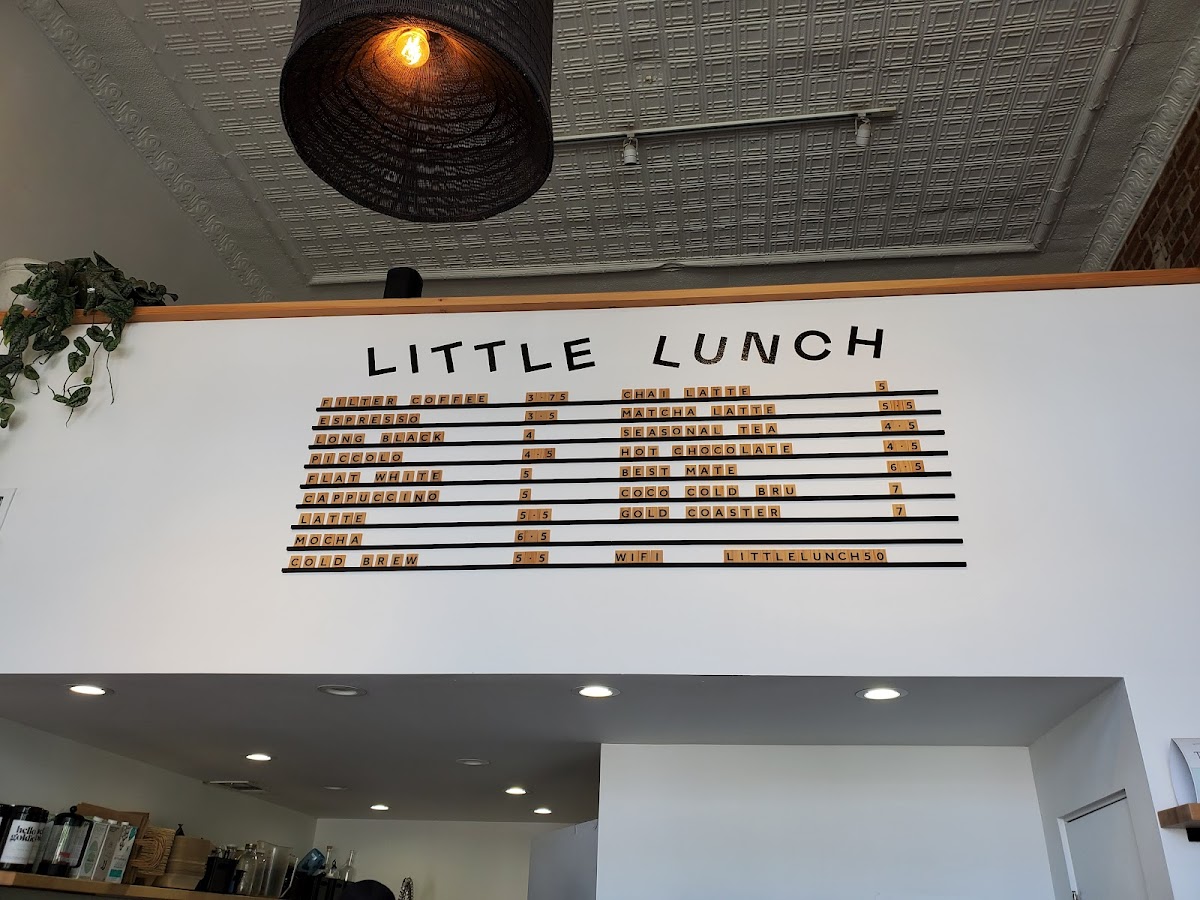 LITTLE LUNCH
FILTER COFFEE 3.75
ESPRESSO 3.5
LONG BLACK 4
PICCOLO 4.5
FLAT WHITE 5
CAPPUCCINO 5
LATTE 5.5
MOCHA 6.5
COLD BREW 5.5
CHAI LATTE 5
MATCHA LATTE 5.5
SEASONAL TEA 4.5
HOT CHOCOLATE 4.5
BEST MATE 6.5
COCO COLD BRU 7
GOLD COASTER 7
WIFI LITTLELUNCH50
hello